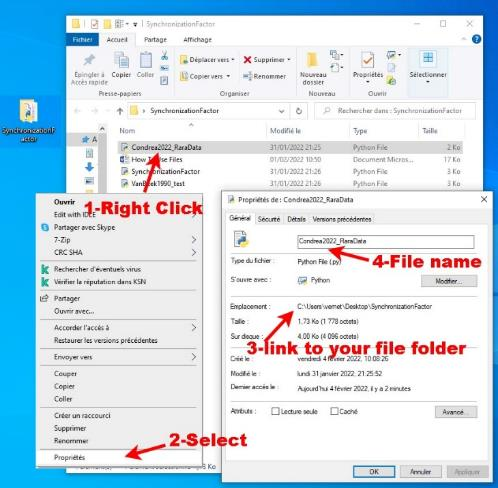 SynchronizationFactor
Fichier Accueil Partage Affichage
Épingler à Accès rapide
Copier
Coller
Déplacer vers
Copier vers
Supprimer
Renommer
Nouveau dossier
Propriétés
Sélectionner
Presse-papiers Organiser Nouveau Ouvrir
SynchronizationFactor
Rechercher dans : SynchronizationFactor
SynchronizationF
actor
Nom Modifié le Type Taille
Condrea2022_RaraData 31/01/2022 21:25 Python File 2 Ko
How To Use Files 01/02/2022 10:50 Document Micros... 17 Ko
SynchronizationFactor 31/01/2022 21:26 Python File 3 Ko
VanBeek1990_test 31/01/2022 21:26 Python File 3 Ko
1-Right Click
Ouvrir
Edit with IDLE
Partager avec Skype
7-Zip
CRC SHA
Rechercher d'éventuels virus
Vérifier la réputation dans KSN
Partager
Ouvrir avec...
Accorder l'accès à
Restaurer les versions précédentes
Envoyer vers
Couper
Copier
Coller
Créer un raccourci
Supprimer
Renommer
Propriétés
2-Select
Propriétés de : Condrea2022_RaraData
Général Sécurité Détails Versions précédentes
Condrea2022_RaraData
4-File name
Type du fichier : Python File (.py)
S'ouvre avec : Python Modifier...
Emplacement : C:\Users\vernet\Desktop\SynchronizationFactor
Taille : 1,73 Ko (1 778 octets)
Sur disque : 4,00 Ko (4 096 octets)
3-link to your file folder
Créé le : vendredi 4 février 2022, 10:08:26
Modifié le : lundi 31 janvier 2022, 21:25:52
Dernier accès le : Aujourd'hui 4 février 2022, il y a 2 minutes
Attributs : Lecture seule Caché Avancé...
OK Annuler Appliquer